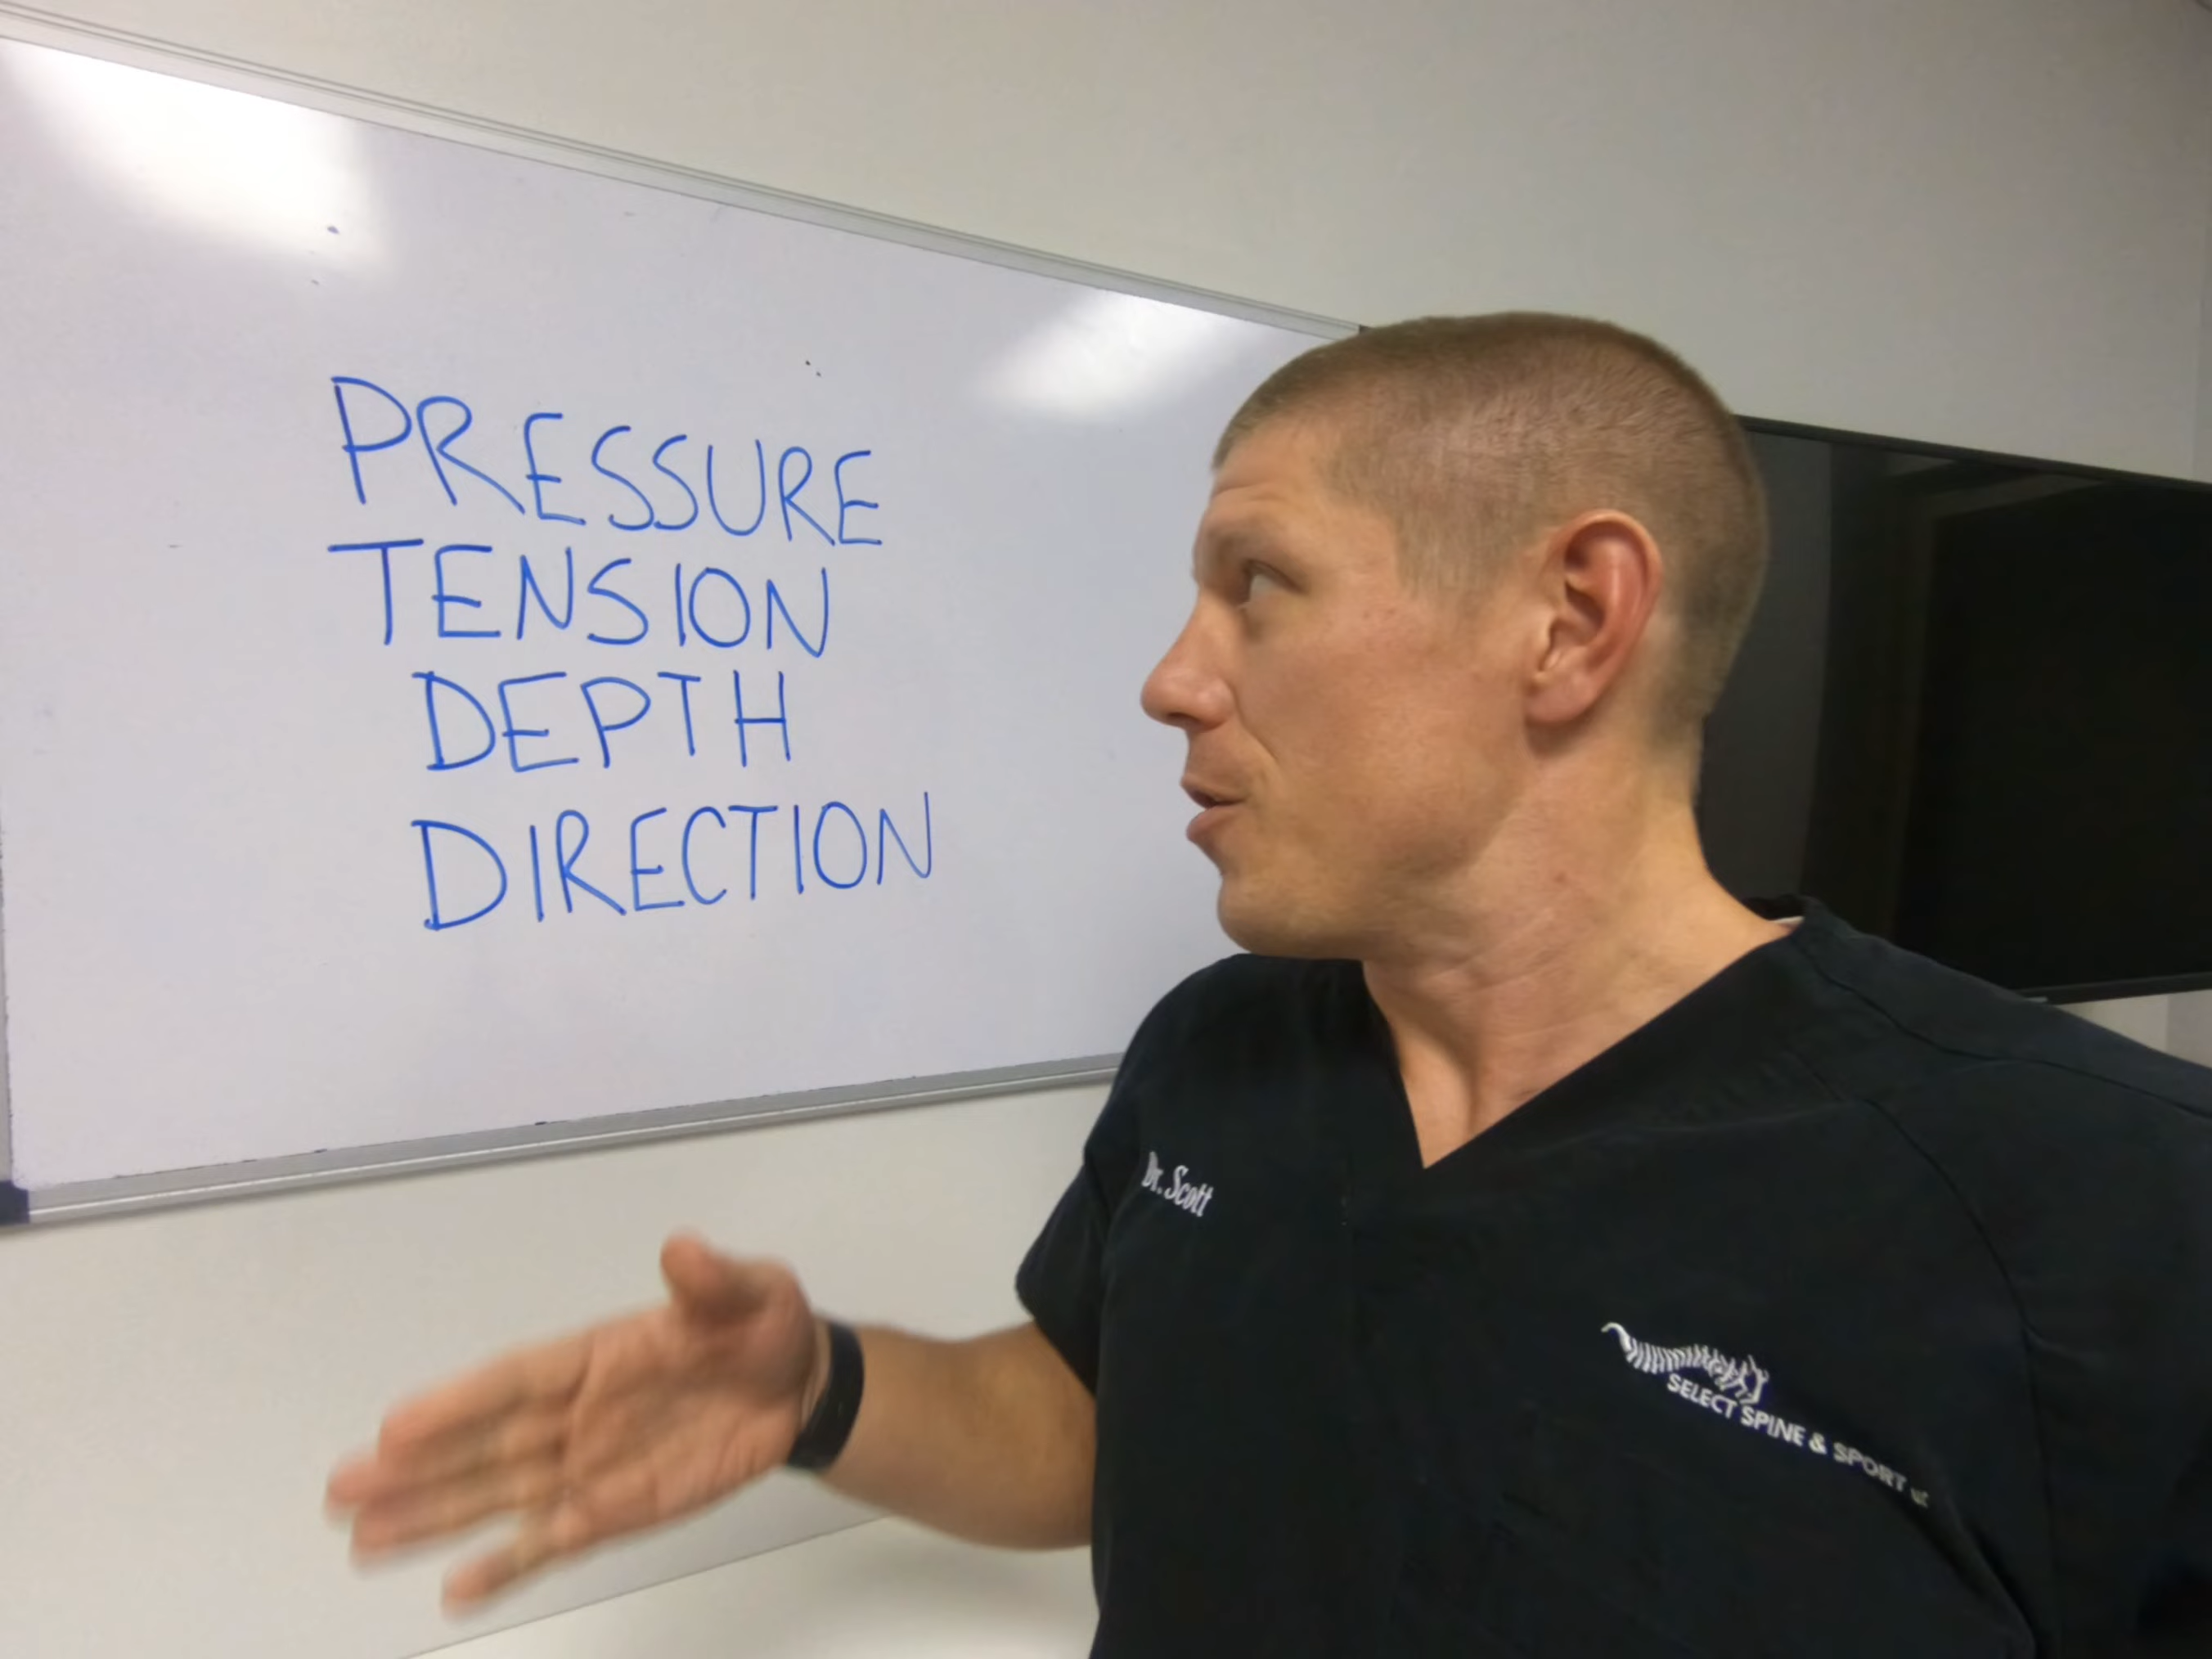 PRESSURE
TENSION
DEPTH
DIRECTION
Dr. Scott
SELECT SPINE & SPORT